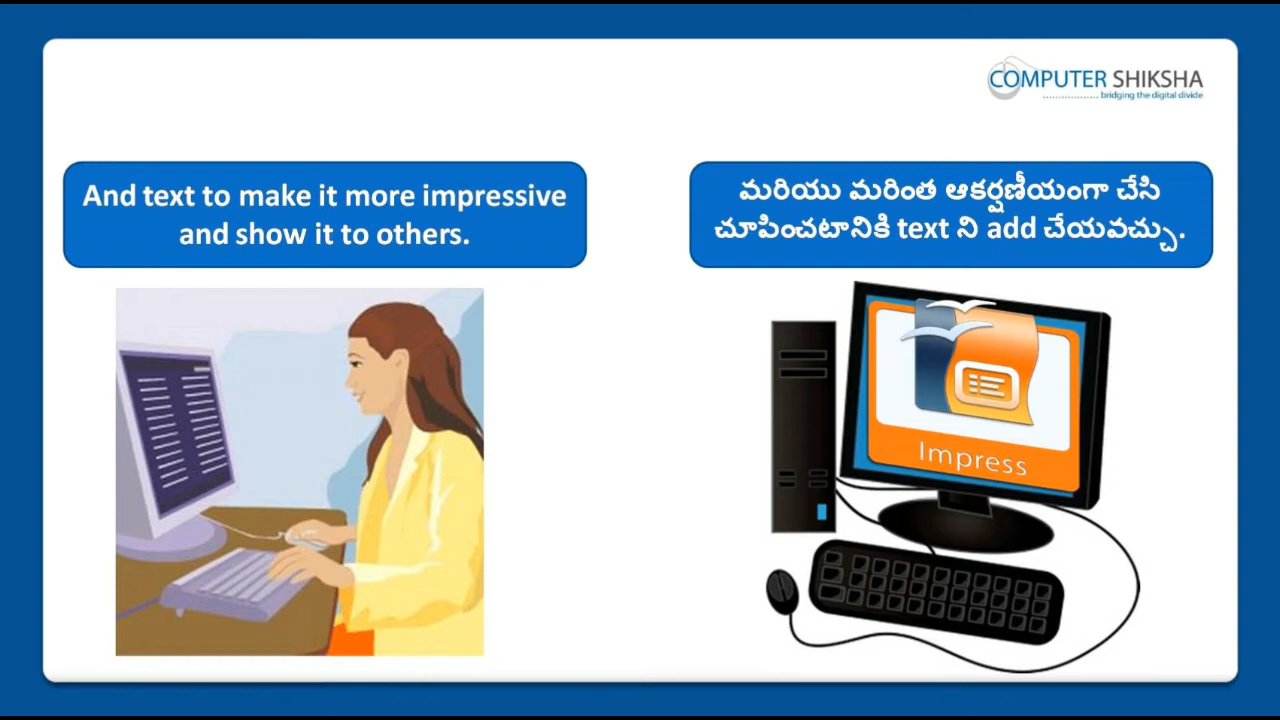 COMPUTER SHIKSHA
bridging the digital divide
And text to make it more impressive
and show it to others.
మరియు మరింత ఆకర్షణీయంగా చేసి
చూపించటానికి text ని add చేయవచ్చు.
Impress